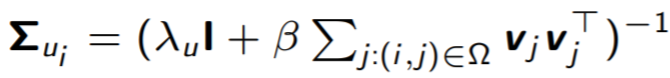 Σ_{u_i} = (λ_u I + β ∑_{j:(i,j)∈Ω} v_j v_j^⊤)^{−1}